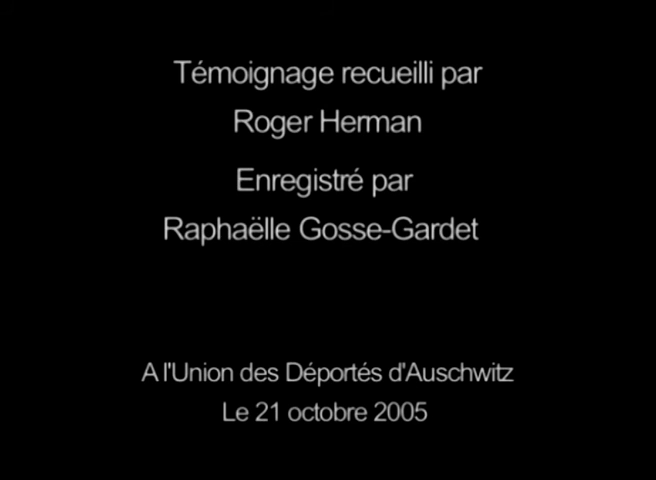 Témoignage recueilli par
Roger Herman
Enregistré par
Raphaëlle Gosse-Gardet
A l'Union des Déportés d'Auschwitz
Le 21 octobre 2005